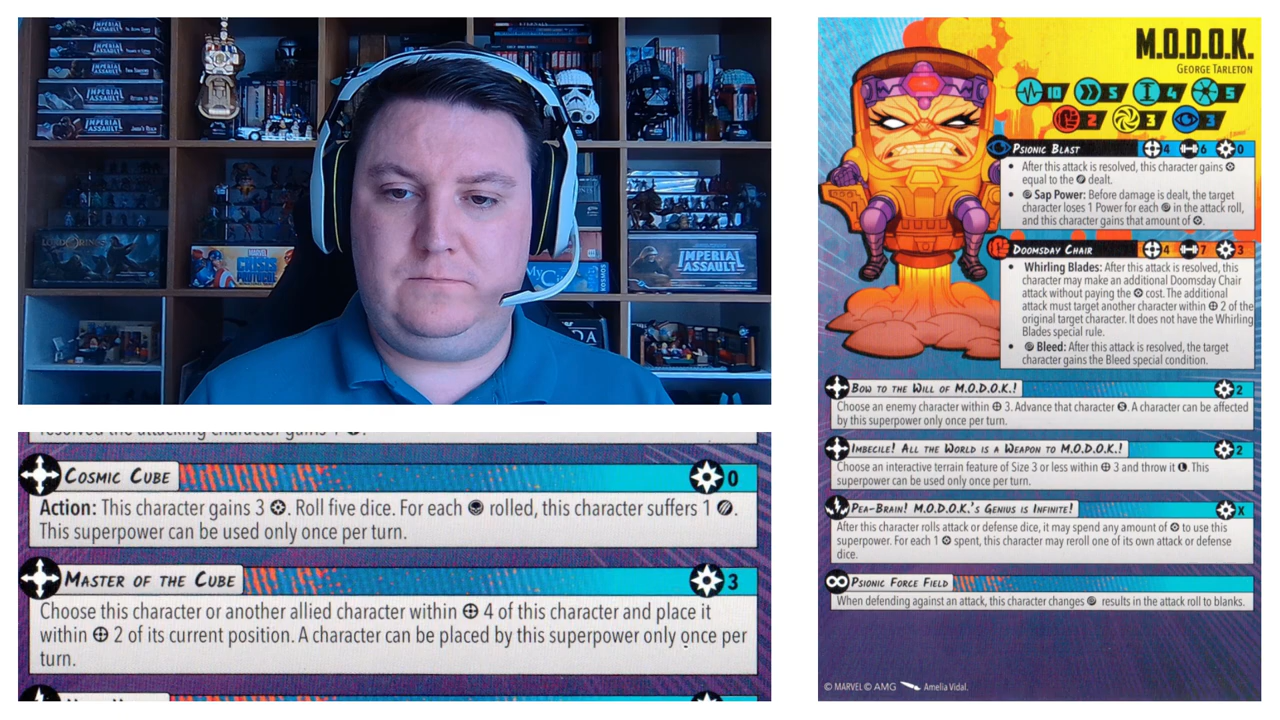 IMPERIAL ASSAULT
IMPERIAL ASSAULT
IMPERIAL ASSAULT
RETURN TO HOTH
IMPERIAL ASSAULT
JABBA'S REALM
LORD OF THE RINGS
MARVEL
CRISIS PROTOCOL
MY CI
KOSMOS
IMPERIAL ASSAULT
DA
COSMIC CUBE
0
Action: This character gains 3 . Roll five dice. For each rolled, this character suffers 1 .
This superpower can be used only once per turn.
MASTER OF THE CUBE
3
Choose this character or another allied character within 4 of this character and place it
within 2 of its current position. A character can be placed by this superpower only once per
turn.
M.O.D.O.K.
GEORGE TARLETON
10 S 4 5
2 3 3
PSIONIC BLAST
4 6 0
• After this attack is resolved, this character gains
equal to the dealt.
• Sap Power: Before damage is dealt, the target
character loses 1 Power for each in the attack roll,
and this character gains that amount of .
DOOMSDAY CHAIR
4 7 3
• Whirling Blades: After this attack is resolved, this
character may make an additional Doomsday Chair
attack without paying the cost. The additional
attack must target another character within 2 of the
original target character. It does not have the Whirling
Blades special rule.
• Bleed: After this attack is resolved, the target
character gains the Bleed special condition.
BOW TO THE WILL OF M.O.D.O.K.!
2
Choose an enemy character within 3. Advance that character S. A character can be affected
by this superpower only once per turn.
IMBECILE! ALL THE WORLD IS A WEAPON TO M.O.D.O.K.!
2
Choose an interactive terrain feature of Size 3 or less within 3 and throw it L. This
superpower can be used only once per turn.
PEA-BRAIN! M.O.D.O.K.'S GENIUS IS INFINITE!
X
After this character rolls attack or defense dice, it may spend any amount of to use this
superpower. For each 1 spent, this character may reroll one of its own attack or defense
dice.
PSIONIC FORCE FIELD
When defending against an attack, this character changes results in the attack roll to blanks.
© MARVEL © AMG Amelia Vidal.